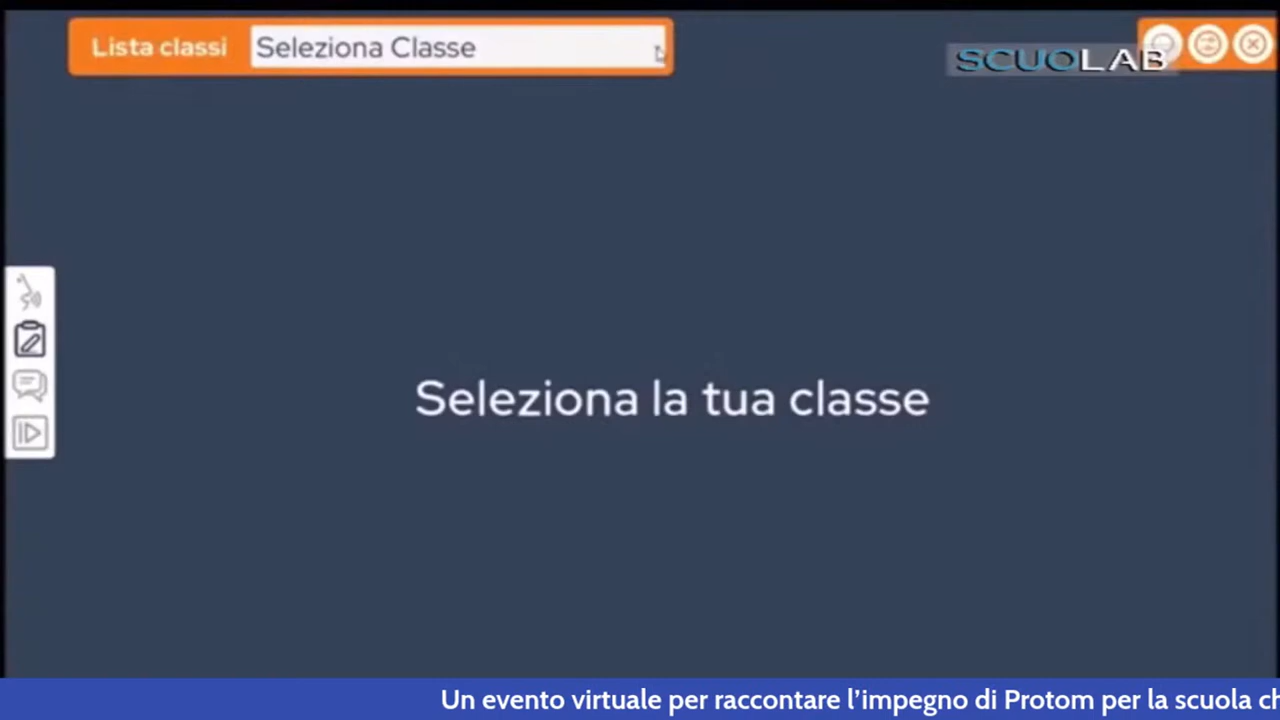 Lista classi
Seleziona Classe
SCUOLAB
Seleziona la tua classe
Un evento virtuale per raccontare l'impegno di Protom per la scuola